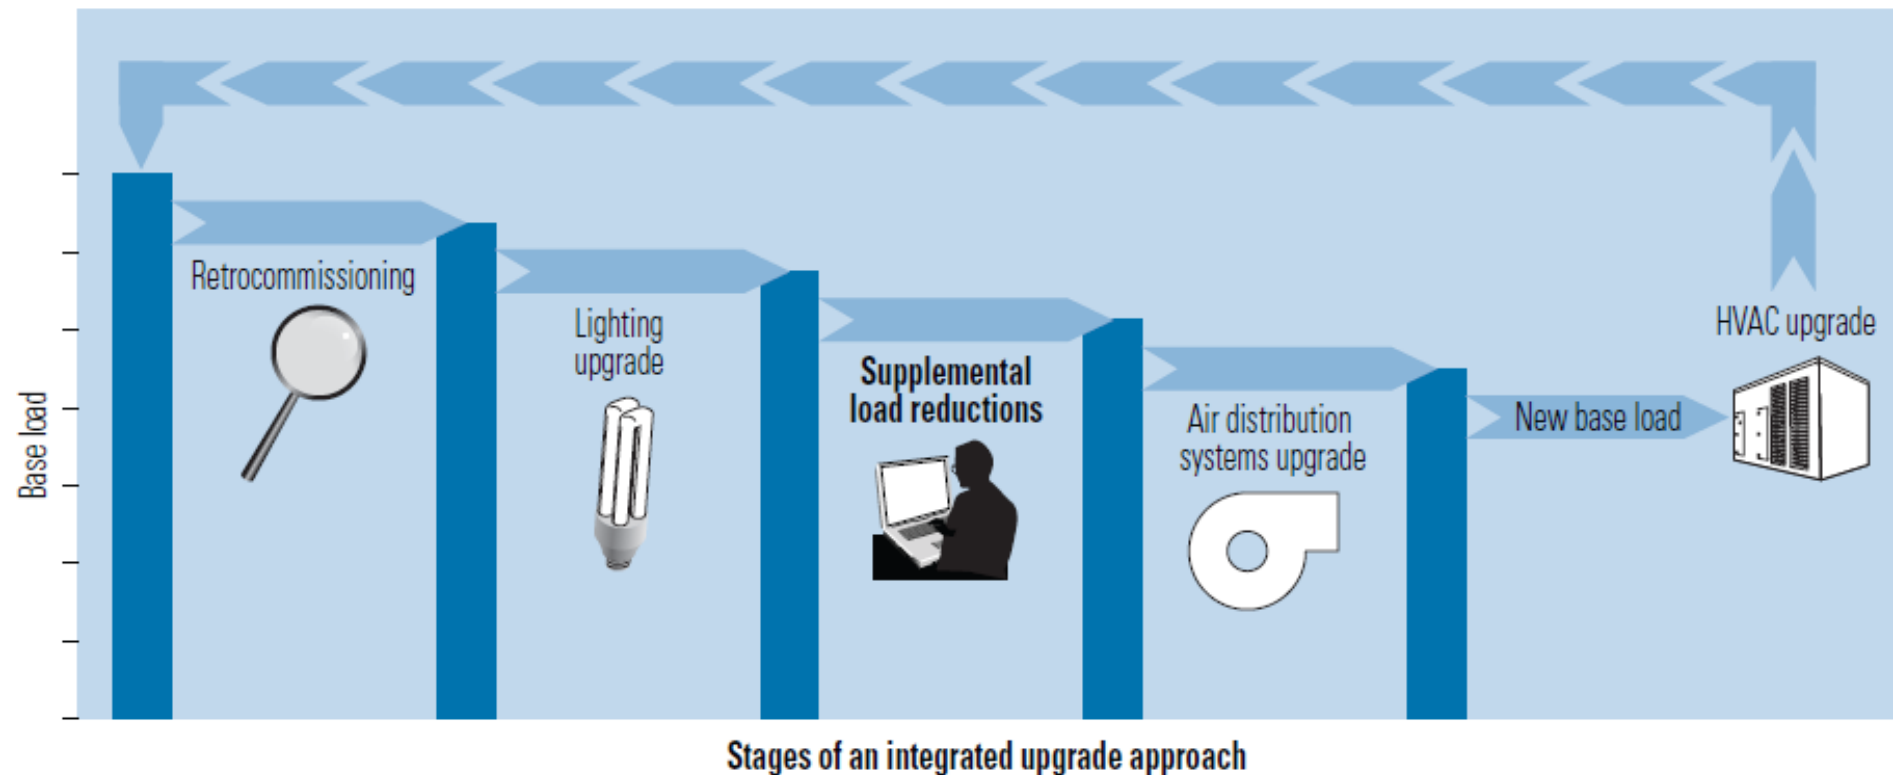 Base load
Retrocommissioning
Lighting
upgrade
Supplemental
load reductions
Air distribution
systems upgrade
New base load
HVAC upgrade
Stages of an integrated upgrade approach